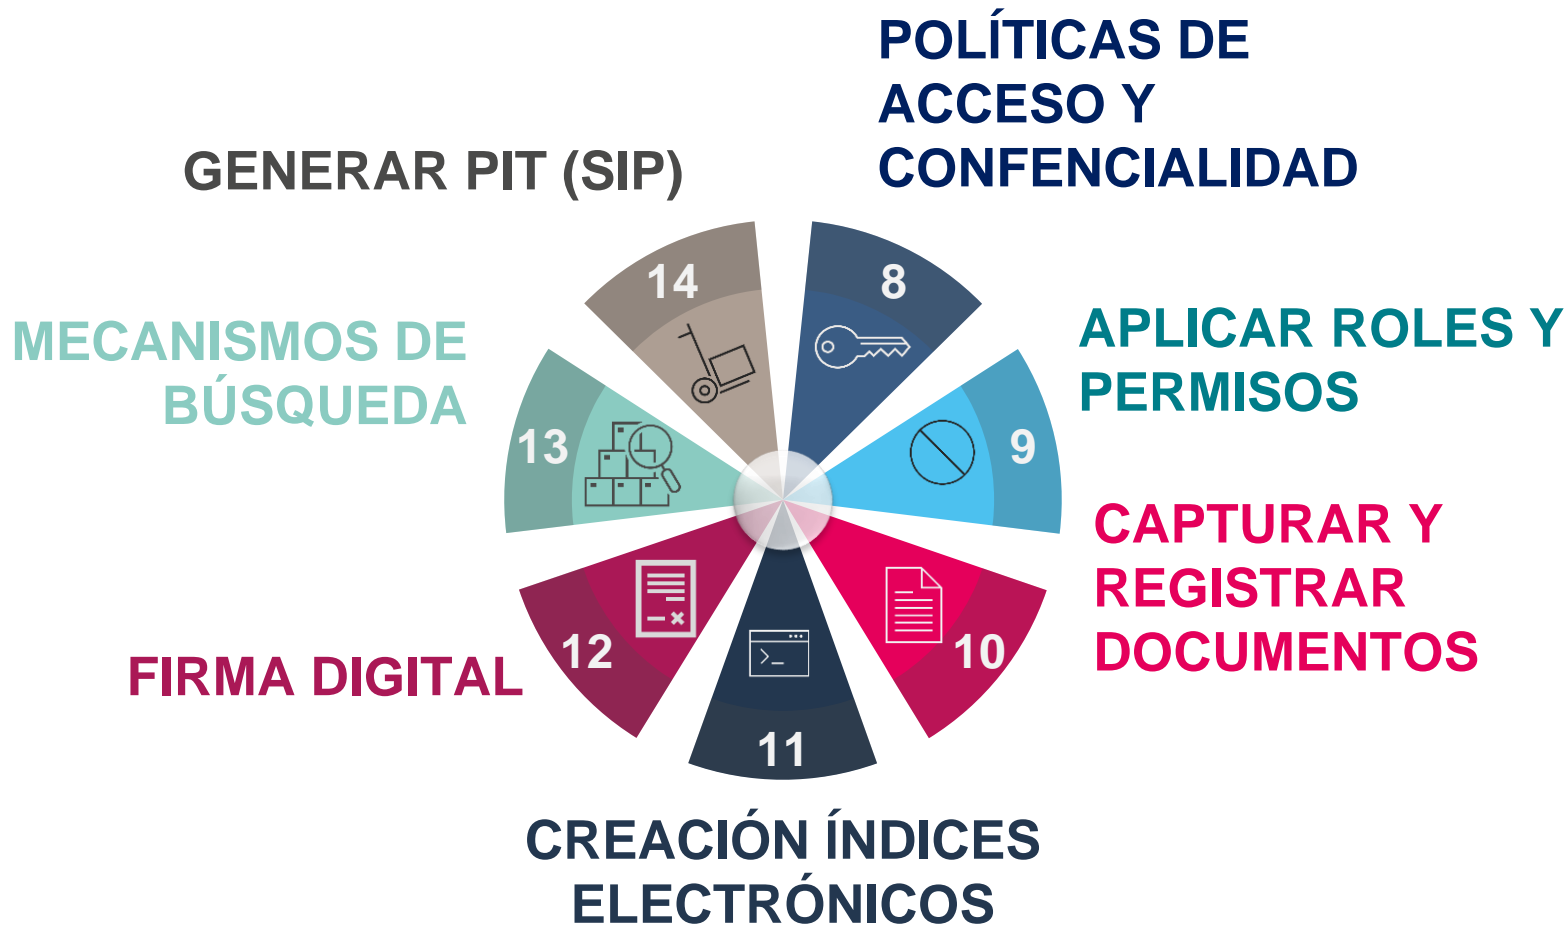 POLÍTICAS DE
ACCESO Y
CONFENCIALIDAD
GENERAR PIT (SIP)
14
8
MECANISMOS DE
BÚSQUEDA
APLICAR ROLES Y
PERMISOS
13
9
CAPTURAR Y
REGISTRAR
DOCUMENTOS
12
10
FIRMA DIGITAL
11
CREACIÓN ÍNDICES
ELECTRÓNICOS